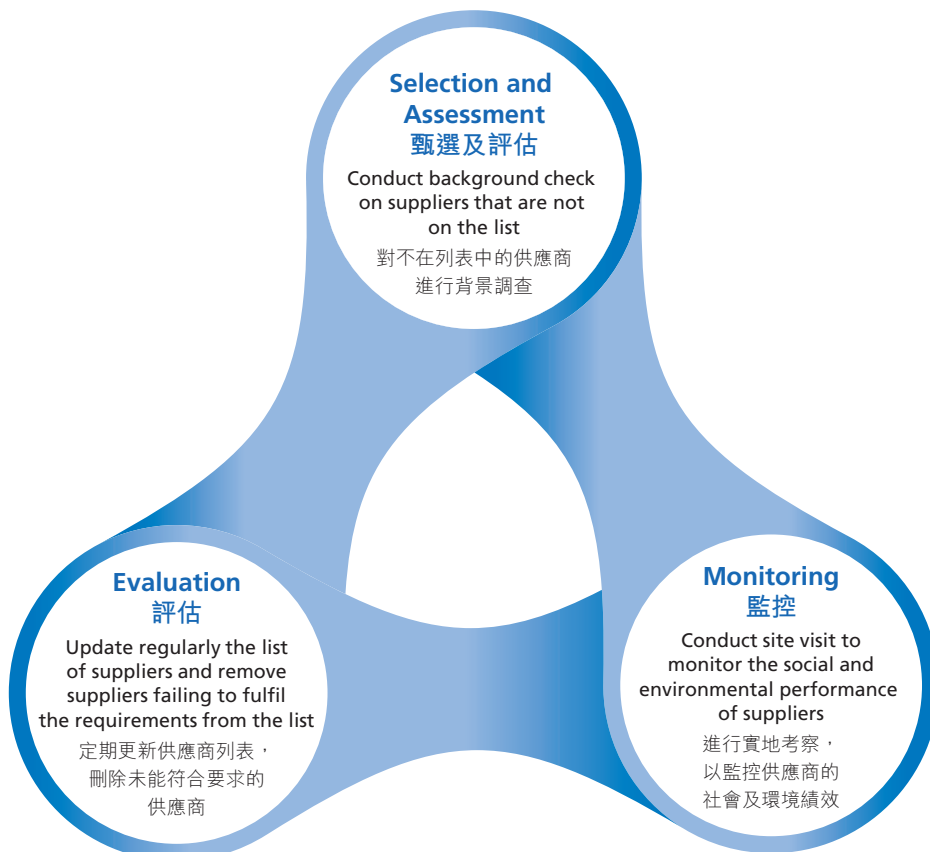 Selection and
Assessment
甄選及評估
Conduct background check
on suppliers that are not
on the list
對不在列表中的供應商
進行背景調查
Evaluation
評估
Update regularly the list
of suppliers and remove
suppliers failing to fulfil
the requirements from the list
定期更新供應商列表，
刪除未能符合要求的
供應商
Monitoring
監控
Conduct site visit to
monitor the social and
environmental performance
of suppliers
進行實地考察，
以監控供應商的
社會及環境績效